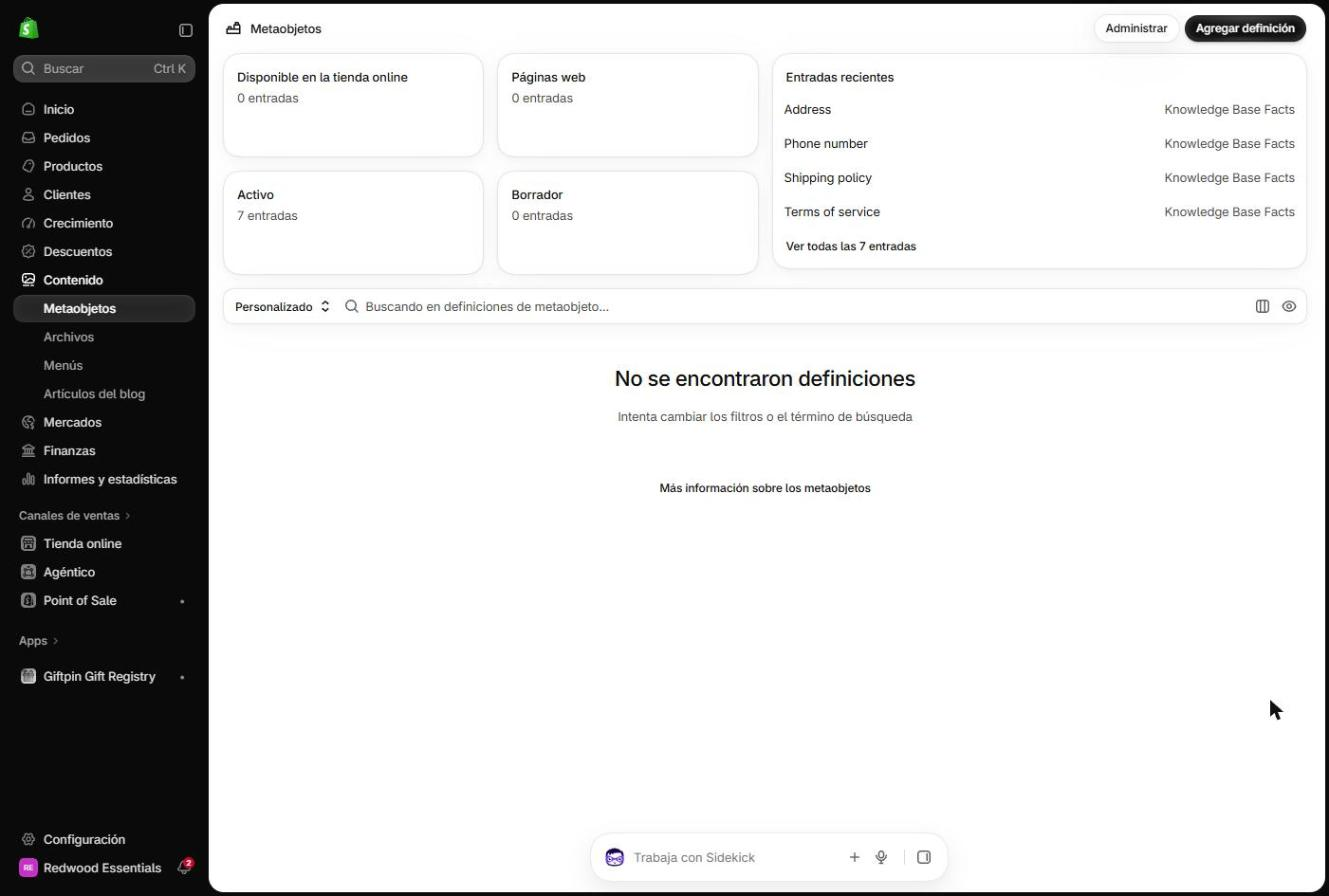 Buscar Ctrl K
Inicio
Pedidos
Productos
Clientes
Crecimiento
Descuentos
Contenido
Metaobjetos
Archivos
Menús
Artículos del blog
Mercados
Finanzas
Informes y estadísticas
Canales de ventas
Tienda online
Agéntico
Point of Sale
Apps
Giftpin Gift Registry
Configuración
RE Redwood Essentials 2
Metaobjetos
Administrar Agregar definición
Disponible en la tienda online
0 entradas
Páginas web
0 entradas
Activo
7 entradas
Borrador
0 entradas
Entradas recientes
Address Knowledge Base Facts
Phone number Knowledge Base Facts
Shipping policy Knowledge Base Facts
Terms of service Knowledge Base Facts
Ver todas las 7 entradas
Personalizado Buscando en definiciones de metaobjeto...
No se encontraron definiciones
Intenta cambiar los filtros o el término de búsqueda
Más información sobre los metaobjetos
Trabaja con Sidekick